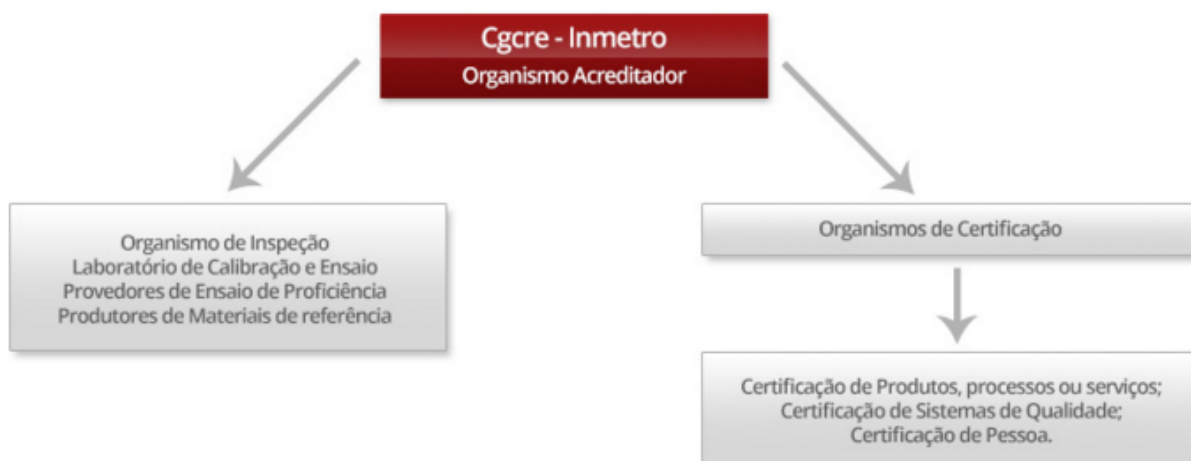 Cgcre - Inmetro
Organismo Acreditador
Organismo de Inspeção
Laboratório de Calibração e Ensaio
Provedores de Ensaio de Proficiência
Produtores de Materiais de referência
Organismos de Certificação
Certificação de Produtos, processos ou serviços;
Certificação de Sistemas de Qualidade;
Certificação de Pessoa.